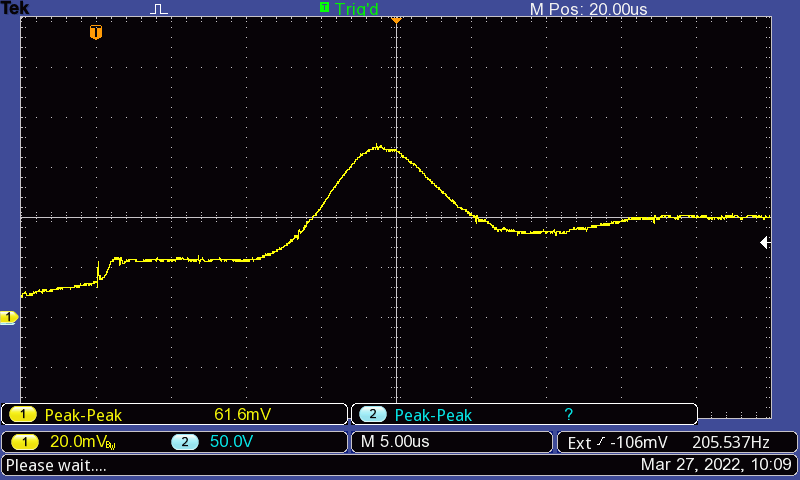 Tek T Trig'd M Pos: 20.00us
T
1
1 Peak-Peak 61.6mV 2 Peak-Peak ?
1 20.0mVBW 2 50.0V M 5.00us Ext -106mV 205.537Hz
Please wait.... Mar 27, 2022, 10:09